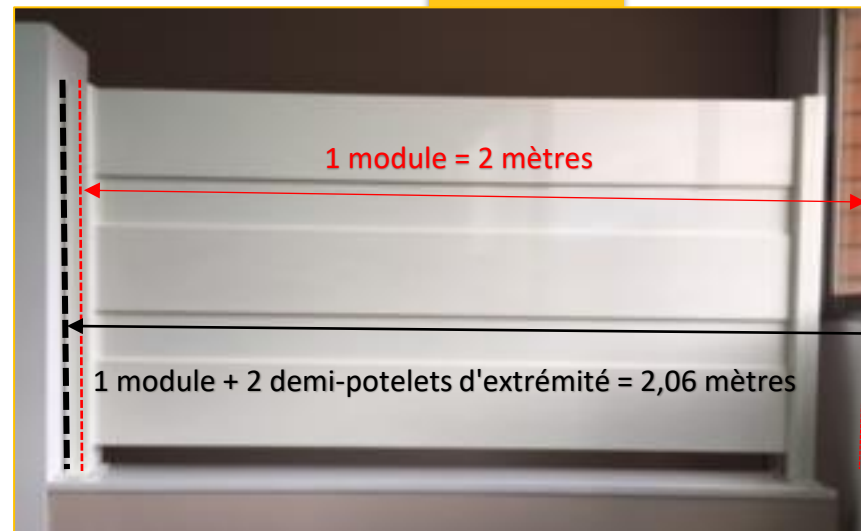 1 module = 2 mètres
1 module + 2 demi-potelets d'extrémité = 2,06 mètres